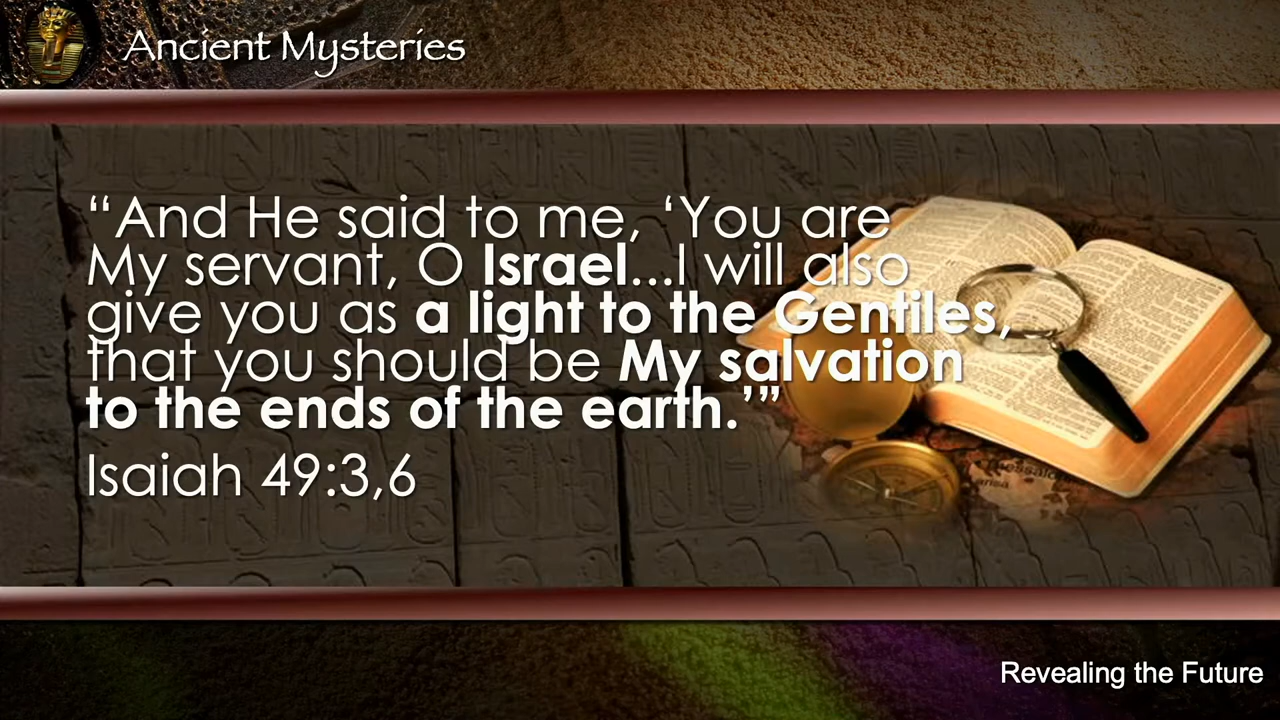 Ancient Mysteries
“And He said to me, ‘You are
My servant, O Israel...I will also
give you as a light to the Gentiles,
that you should be My salvation
to the ends of the earth.’”
Isaiah 49:3,6
Revealing the Future